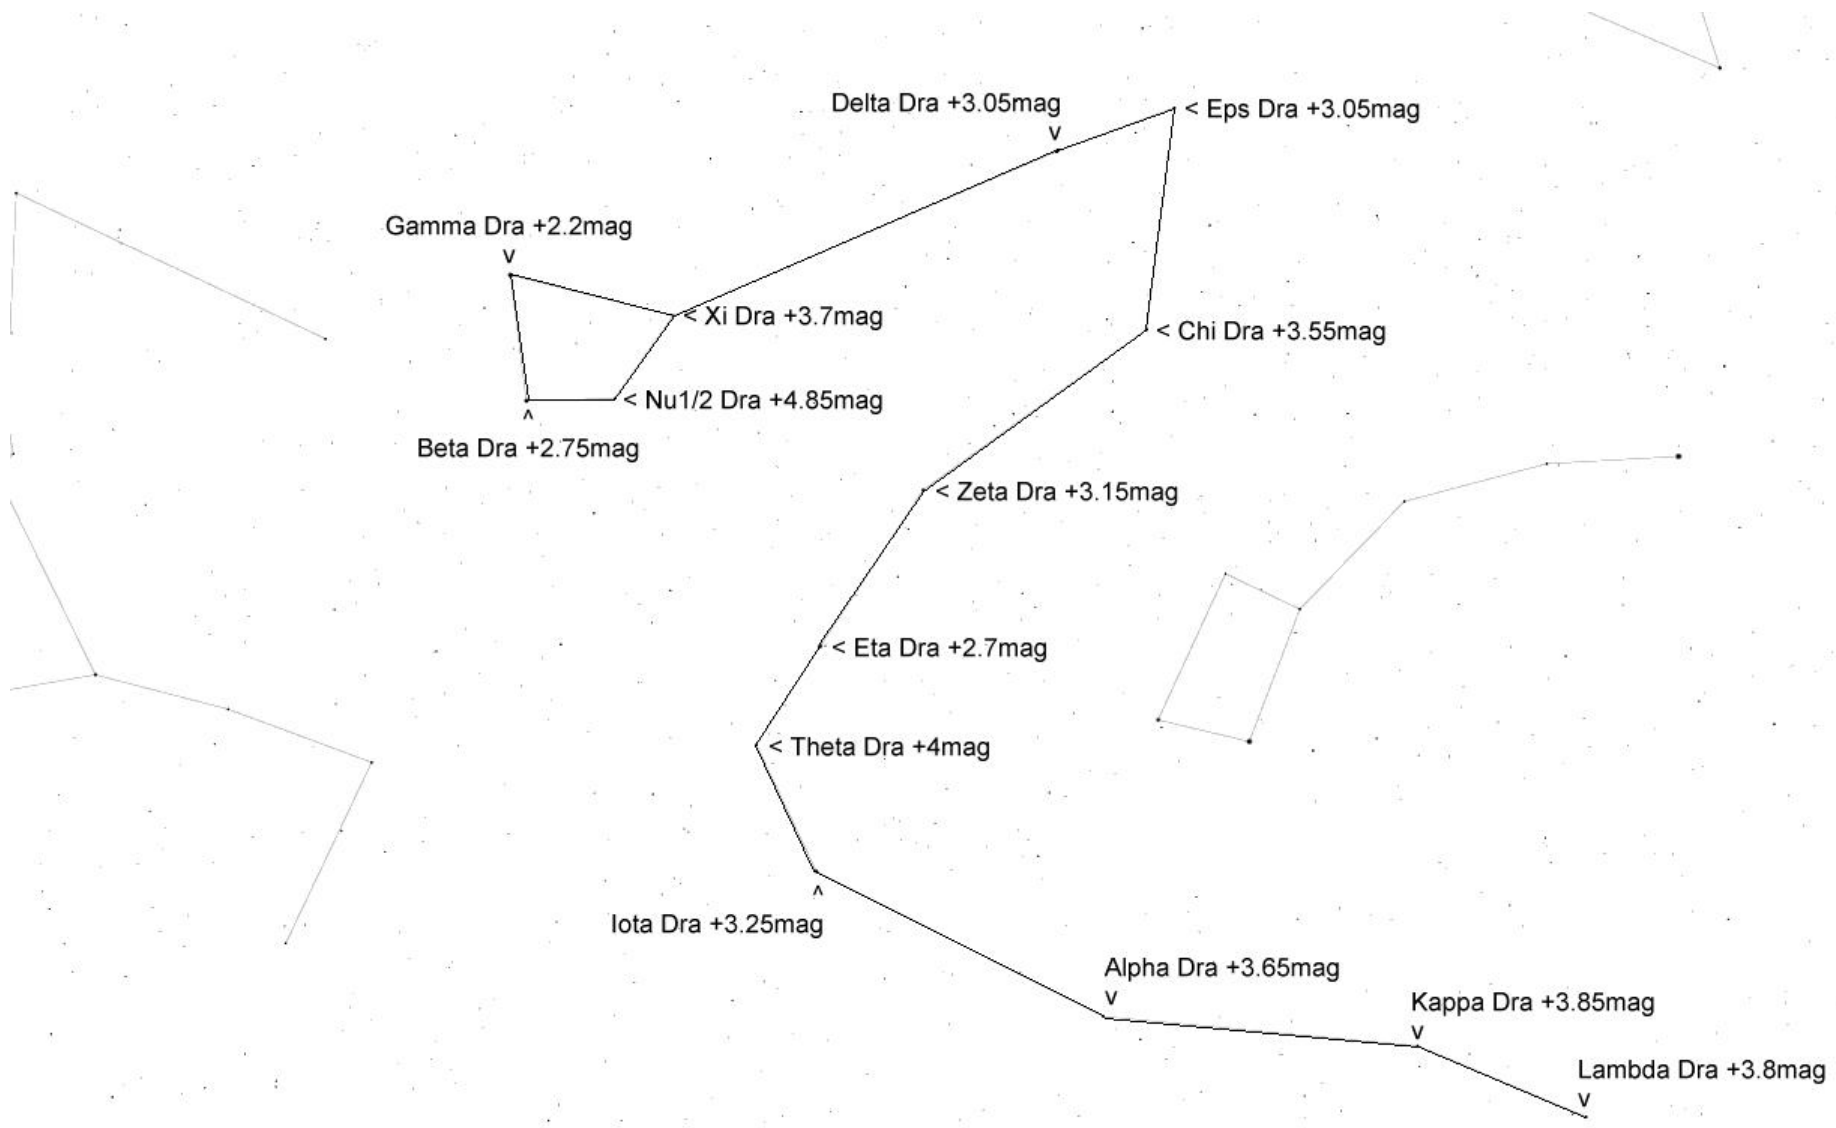 Delta Dra +3.05mag
v
< Eps Dra +3.05mag
Gamma Dra +2.2mag
v
< Xi Dra +3.7mag
< Chi Dra +3.55mag
< Nu1/2 Dra +4.85mag
^
Beta Dra +2.75mag
< Zeta Dra +3.15mag
< Eta Dra +2.7mag
< Theta Dra +4mag
^
Iota Dra +3.25mag
Alpha Dra +3.65mag
v
Kappa Dra +3.85mag
v
Lambda Dra +3.8mag
v